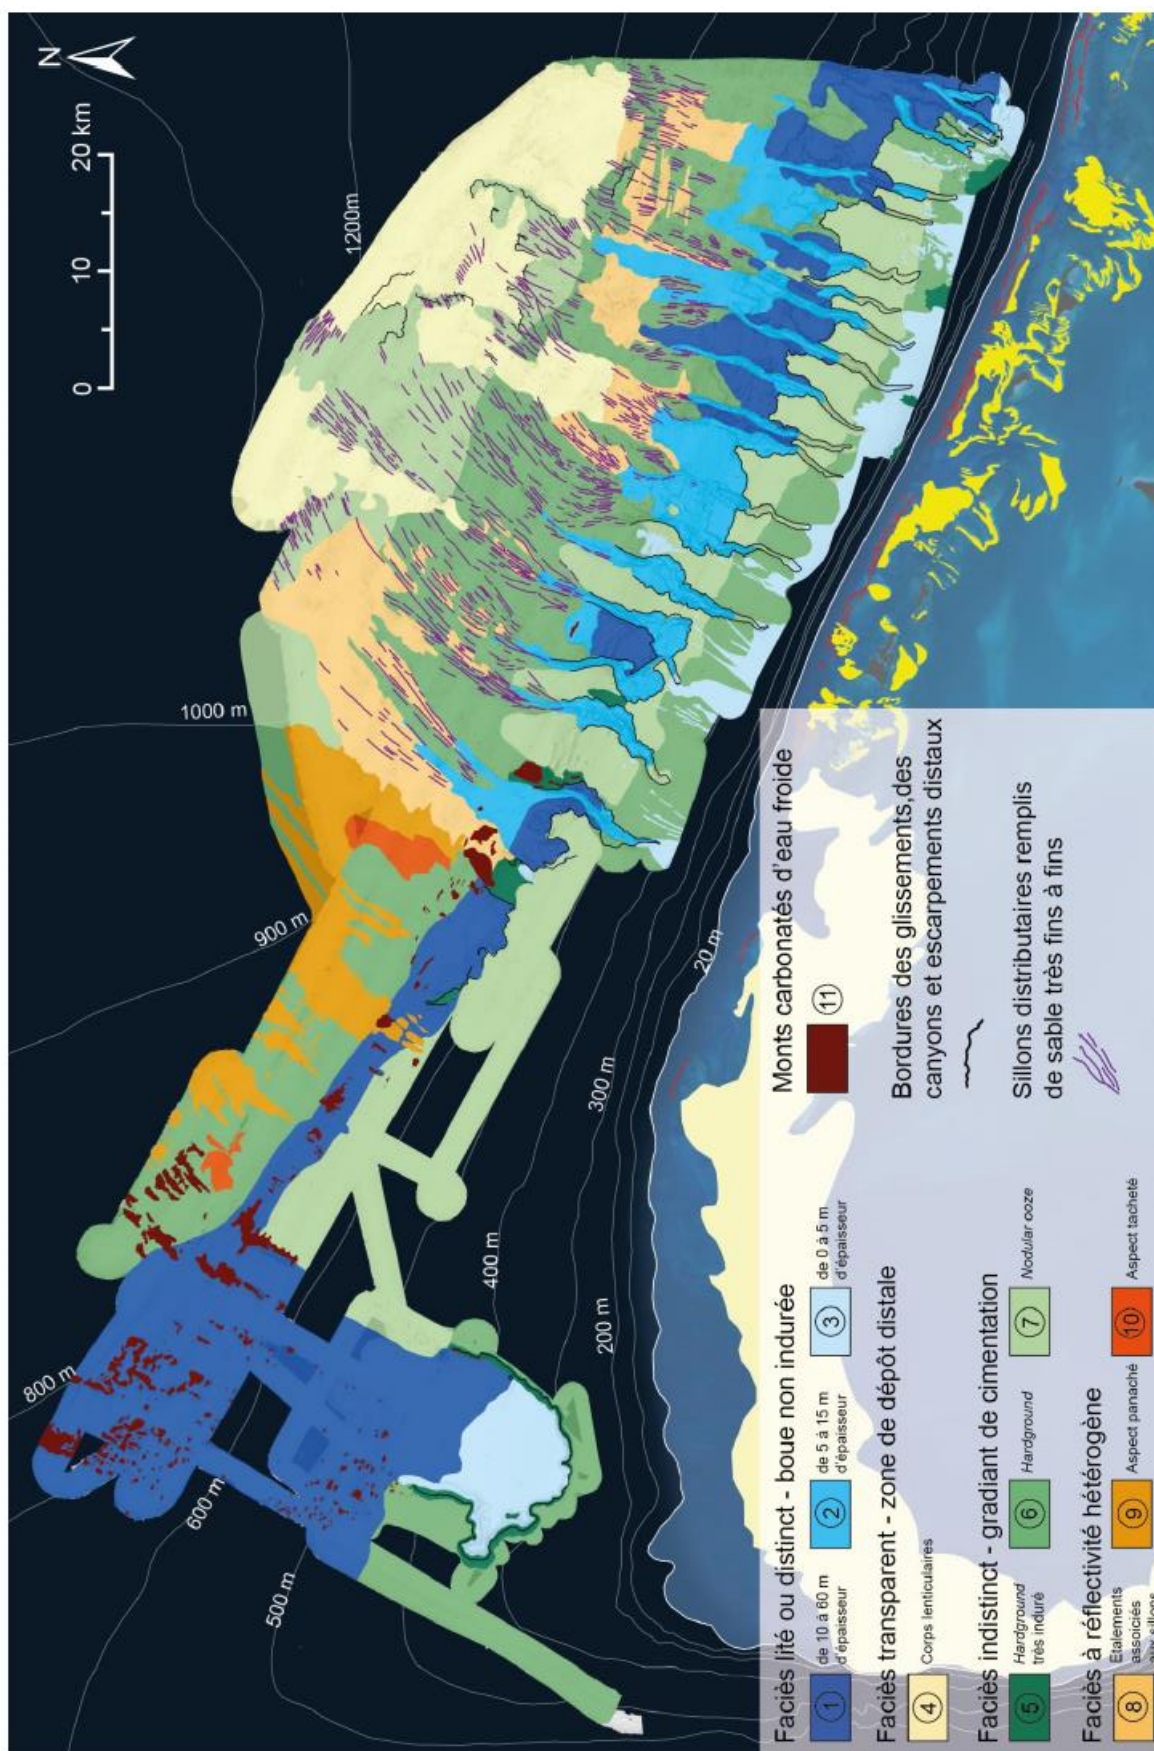 N
0 10 20 km
1200m
1000 m
900 m
800 m
600 m
500 m
400 m
300 m
200 m
20 m
Faciès lité ou distinct - boue non indurée
1 de 10 à 60 m
d'épaisseur
2 de 5 à 15 m
d'épaisseur
3 de 0 à 5 m
d'épaisseur
Faciès transparent - zone de dépôt distale
4 Corps lenticulaires
Faciès indistinct - gradiant de cimentation
5 Hardground
très induré
6 Hardground
7 Nodular ooze
Faciès à réflectivité hétérogène
8 Etalements
assoiciés
aux sillons
9 Aspect panaché
10 Aspect tacheté
Monts carbonatés d'eau froide
11
Bordures des glissements,des
canyons et escarpements distaux
Sillons distributaires remplis
de sable très fins à fins